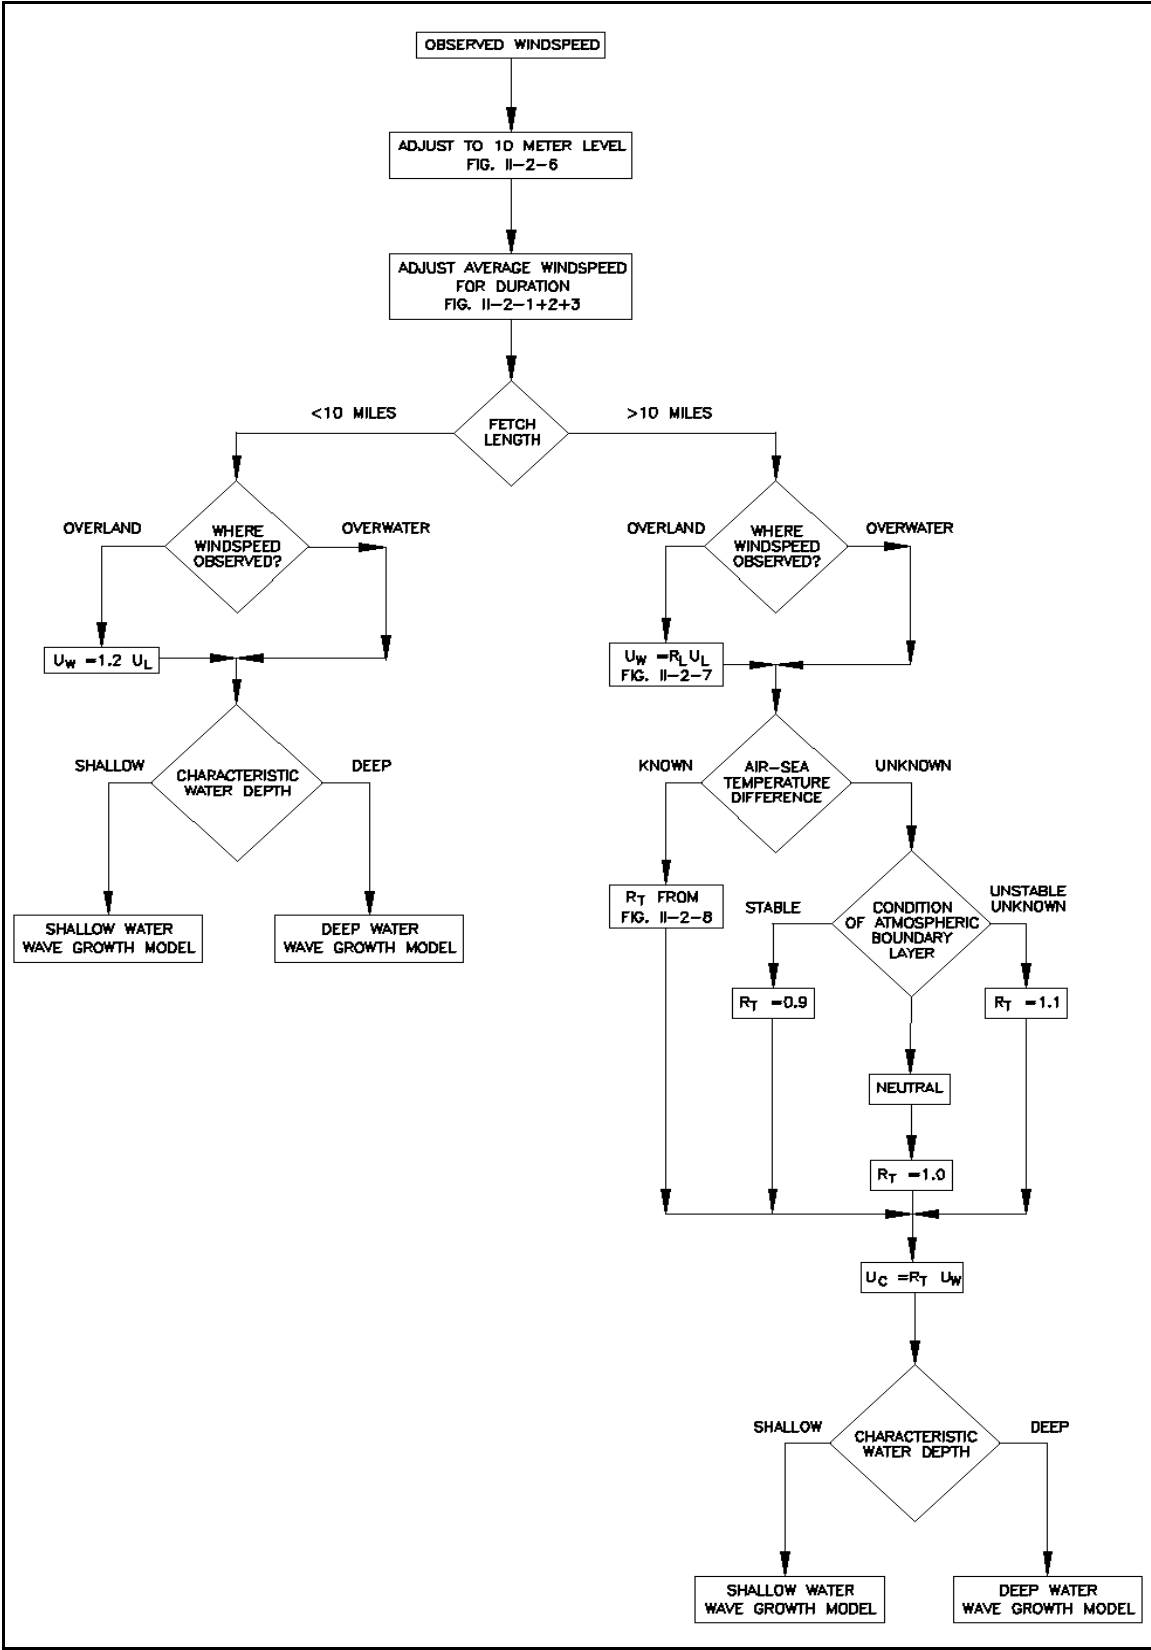 OBSERVED WINDSPEED
ADJUST TO 10 METER LEVEL
FIG. II-2-6
ADJUST AVERAGE WINDSPEED
FOR DURATION
FIG. II-2-1+2+3
<10 MILES
FETCH
LENGTH
>10 MILES
OVERLAND
WHERE
WINDSPEED
OBSERVED?
OVERWATER
OVERLAND
WHERE
WINDSPEED
OBSERVED?
OVERWATER
UW =1.2 UL
UW =RLUL
FIG. II-2-7
SHALLOW
CHARACTERISTIC
WATER DEPTH
DEEP
KNOWN
AIR-SEA
TEMPERATURE
DIFFERENCE
UNKNOWN
SHALLOW WATER
WAVE GROWTH MODEL
DEEP WATER
WAVE GROWTH MODEL
RT FROM
FIG. II-2-8
STABLE
CONDITION
OF ATMOSPHERIC
BOUNDARY
LAYER
UNSTABLE
UNKNOWN
RT =0.9
RT =1.1
NEUTRAL
RT =1.0
UC =RT UW
SHALLOW
CHARACTERISTIC
WATER DEPTH
DEEP
SHALLOW WATER
WAVE GROWTH MODEL
DEEP WATER
WAVE GROWTH MODEL